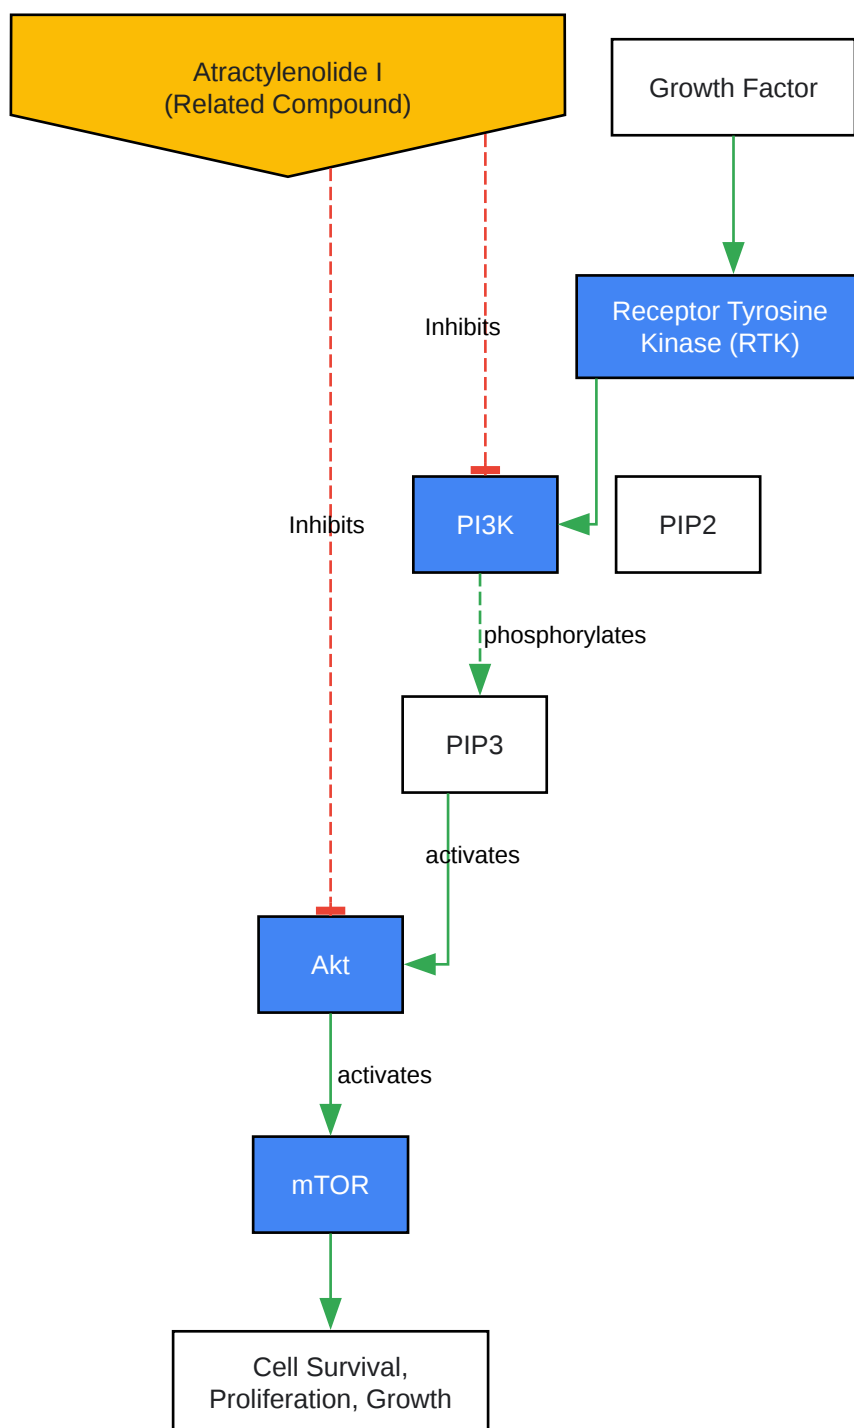 Atractylenolide I
(Related Compound)
Growth Factor
Receptor Tyrosine
Kinase (RTK)
Inhibits
Inhibits
PI3K
PIP2
phosphorylates
PIP3
activates
Akt
activates
mTOR
Cell Survival,
Proliferation, Growth